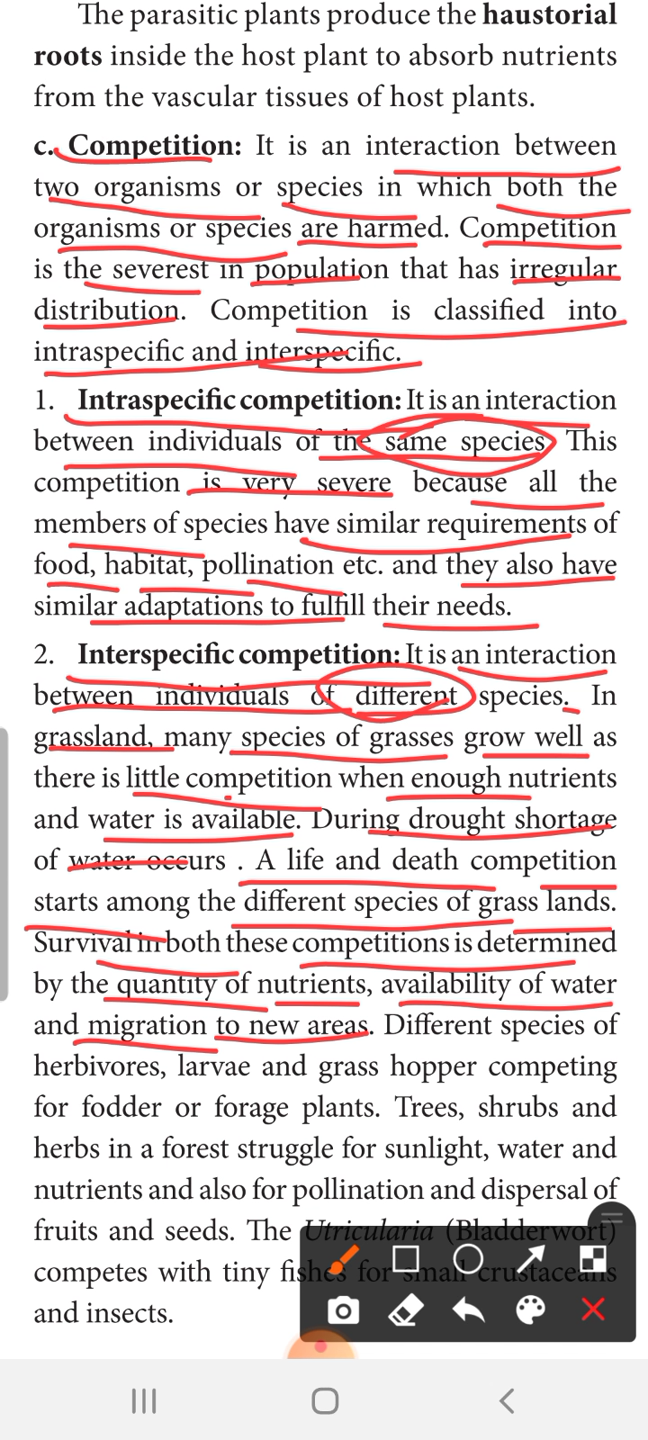 The parasitic plants produce the haustorial
roots inside the host plant to absorb nutrients
from the vascular tissues of host plants.
c. Competition: It is an interaction between
two organisms or species in which both the
organisms or species are harmed. Competition
is the severest in population that has irregular
distribution. Competition is classified into
intraspecific and interspecific.
1. Intraspecific competition: It is an interaction
between individuals of the same species. This
competition is very severe because all the
members of species have similar requirements of
food, habitat, pollination etc. and they also have
similar adaptations to fulfill their needs.
2. Interspecific competition: It is an interaction
between individuals of different species. In
grassland, many species of grasses grow well as
there is little competition when enough nutrients
and water is available. During drought shortage
of water occurs . A life and death competition
starts among the different species of grass lands.
Survival in both these competitions is determined
by the quantity of nutrients, availability of water
and migration to new areas. Different species of
herbivores, larvae and grass hopper competing
for fodder or forage plants. Trees, shrubs and
herbs in a forest struggle for sunlight, water and
nutrients and also for pollination and dispersal of
fruits and seeds. The Utricularia (Bladderwort)
competes with tiny fishes for small crustaceans
and insects.